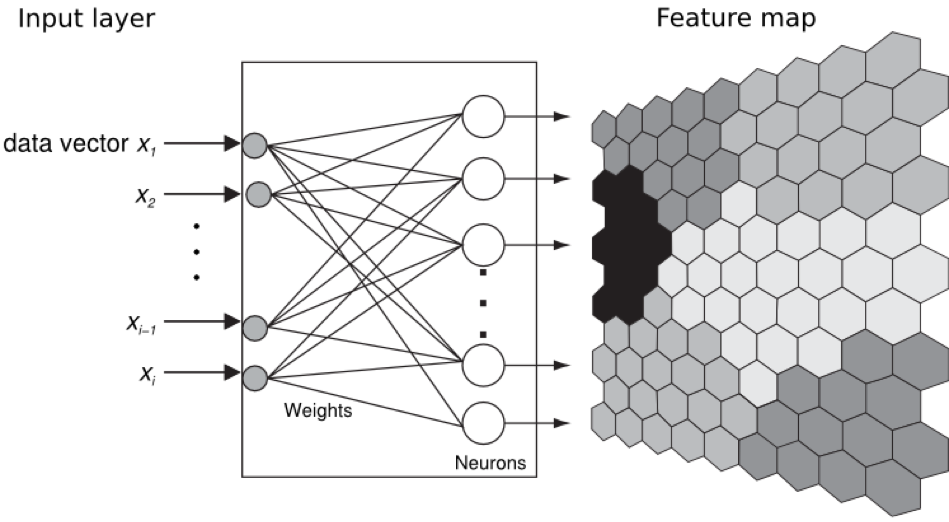 Input layer
Feature map
data vector x₁
x₂
xᵢ₋₁
xᵢ
Weights
Neurons